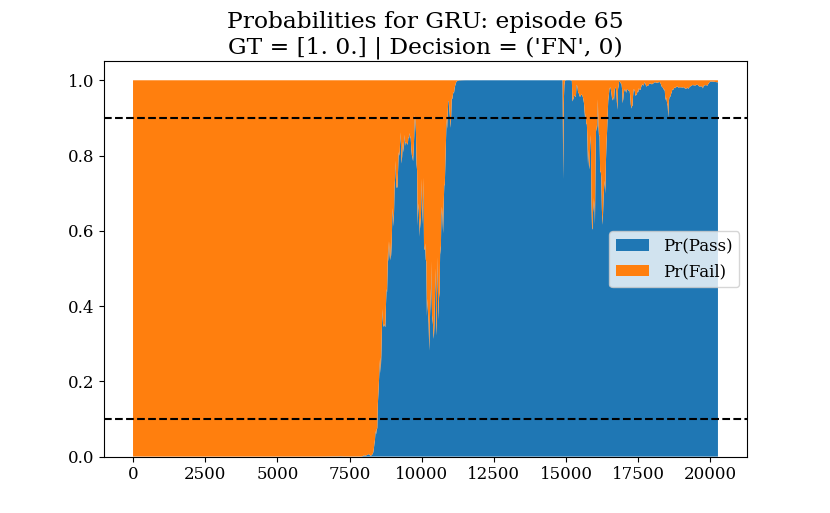 Probabilities for GRU: episode 65
GT = [1. 0.] | Decision = ('FN', 0)
1.0
0.8
0.6
0.4
0.2
0.0
Pr(Pass)
Pr(Fail)
0 2500 5000 7500 10000 12500 15000 17500 20000